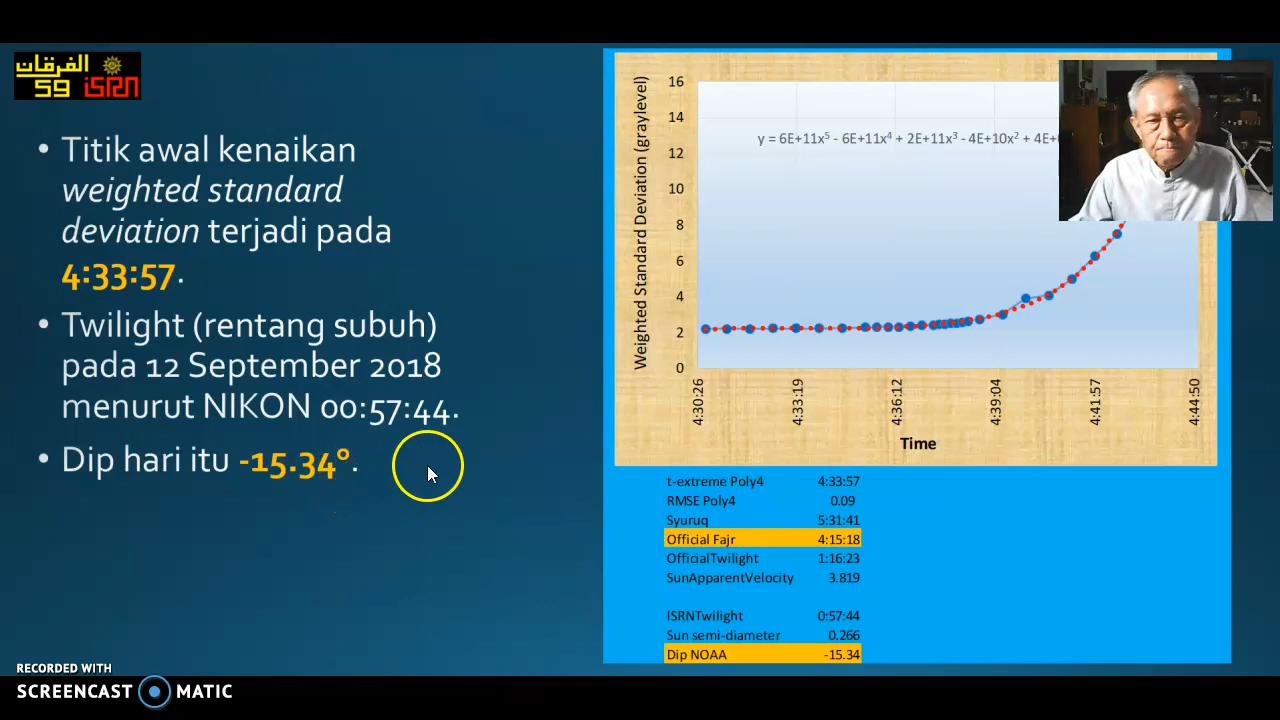 الفرقان
59 iSRN
• Titik awal kenaikan
weighted standard
deviation terjadi pada
4:33:57.
• Twilight (rentang subuh)
pada 12 September 2018
menurut NIKON 00:57:44.
• Dip hari itu -15.34°.
Weighted Standard Deviation (graylevel)
16
14
12
10
8
6
4
2
0
y = 6E+11x⁵ - 6E+11x⁴ + 2E+11x³ - 4E+10x² + 4E+
4:30:26 4:33:19 4:36:12 4:39:04 4:41:57 4:44:50
Time
t-extreme Poly4 4:33:57
RMSE Poly4 0.09
Syuruq 5:31:41
Official Fajr 4:15:18
OfficialTwilight 1:16:23
SunApparentVelocity 3.819
ISRNTwilight 0:57:44
Sun semi-diameter 0.266
Dip NOAA -15.34
RECORDED WITH
SCREENCAST MATIC